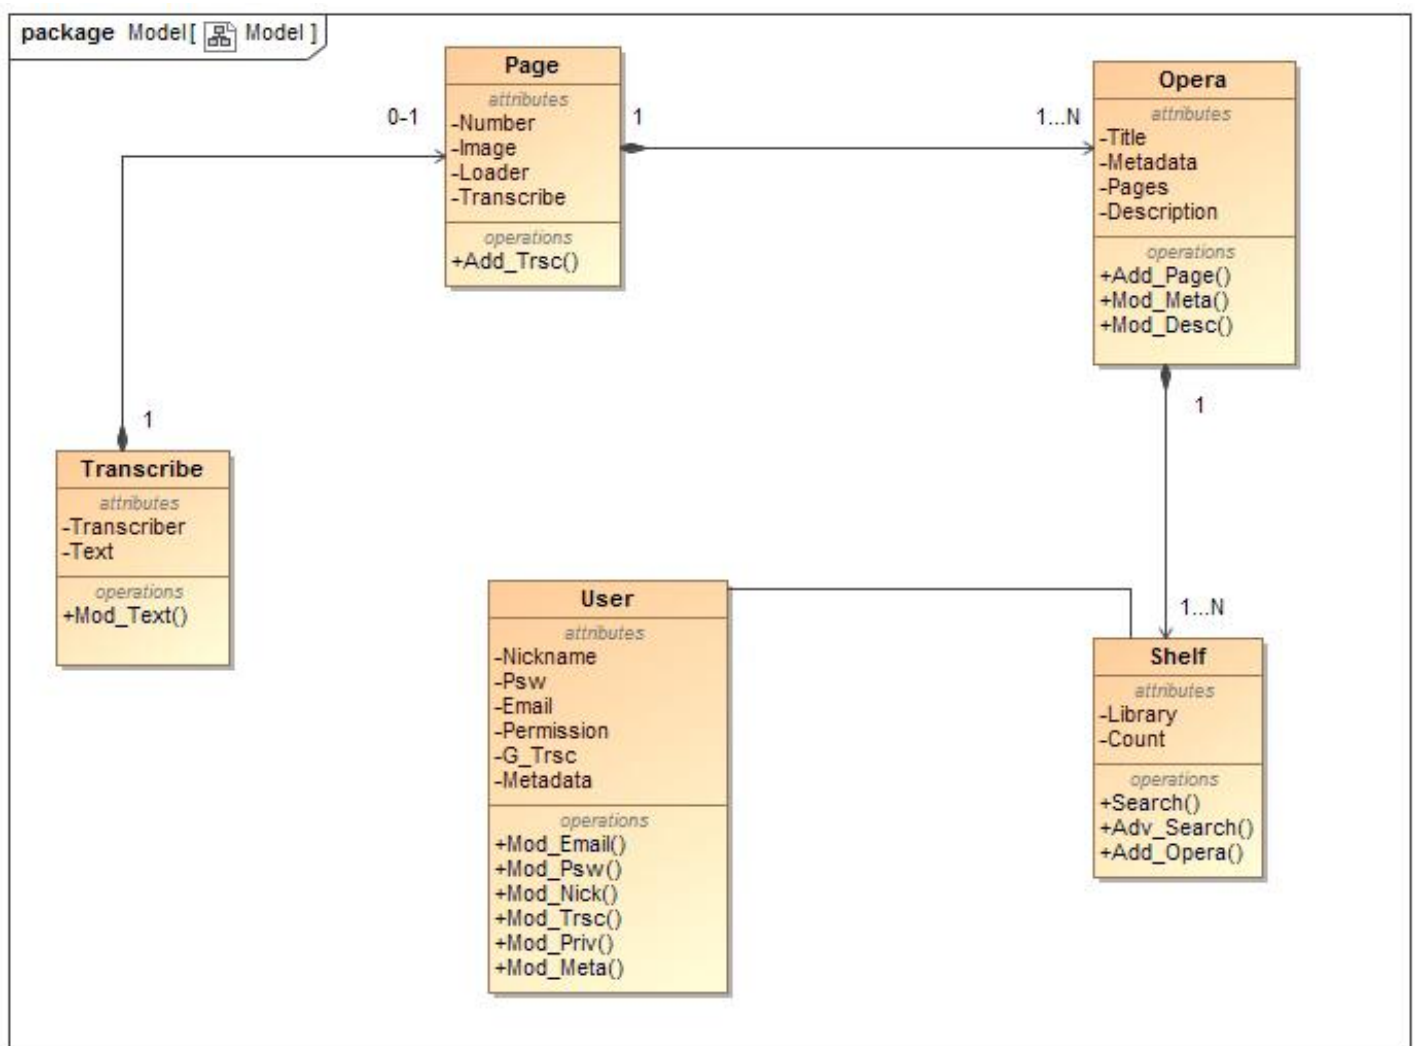 package Model[ Model ]
Page
attributes
-Number
-Image
-Loader
-Transcribe
operations
+Add_Trsc()
0-1
1
1...N
Opera
attributes
-Title
-Metadata
-Pages
-Description
operations
+Add_Page()
+Mod_Meta()
+Mod_Desc()
1
1
Transcribe
attributes
-Transcriber
-Text
operations
+Mod_Text()
User
attributes
-Nickname
-Psw
-Email
-Permission
-G_Trsc
-Metadata
operations
+Mod_Email()
+Mod_Psw()
+Mod_Nick()
+Mod_Trsc()
+Mod_Priv()
+Mod_Meta()
1...N
Shelf
attributes
-Library
-Count
operations
+Search()
+Adv_Search()
+Add_Opera()